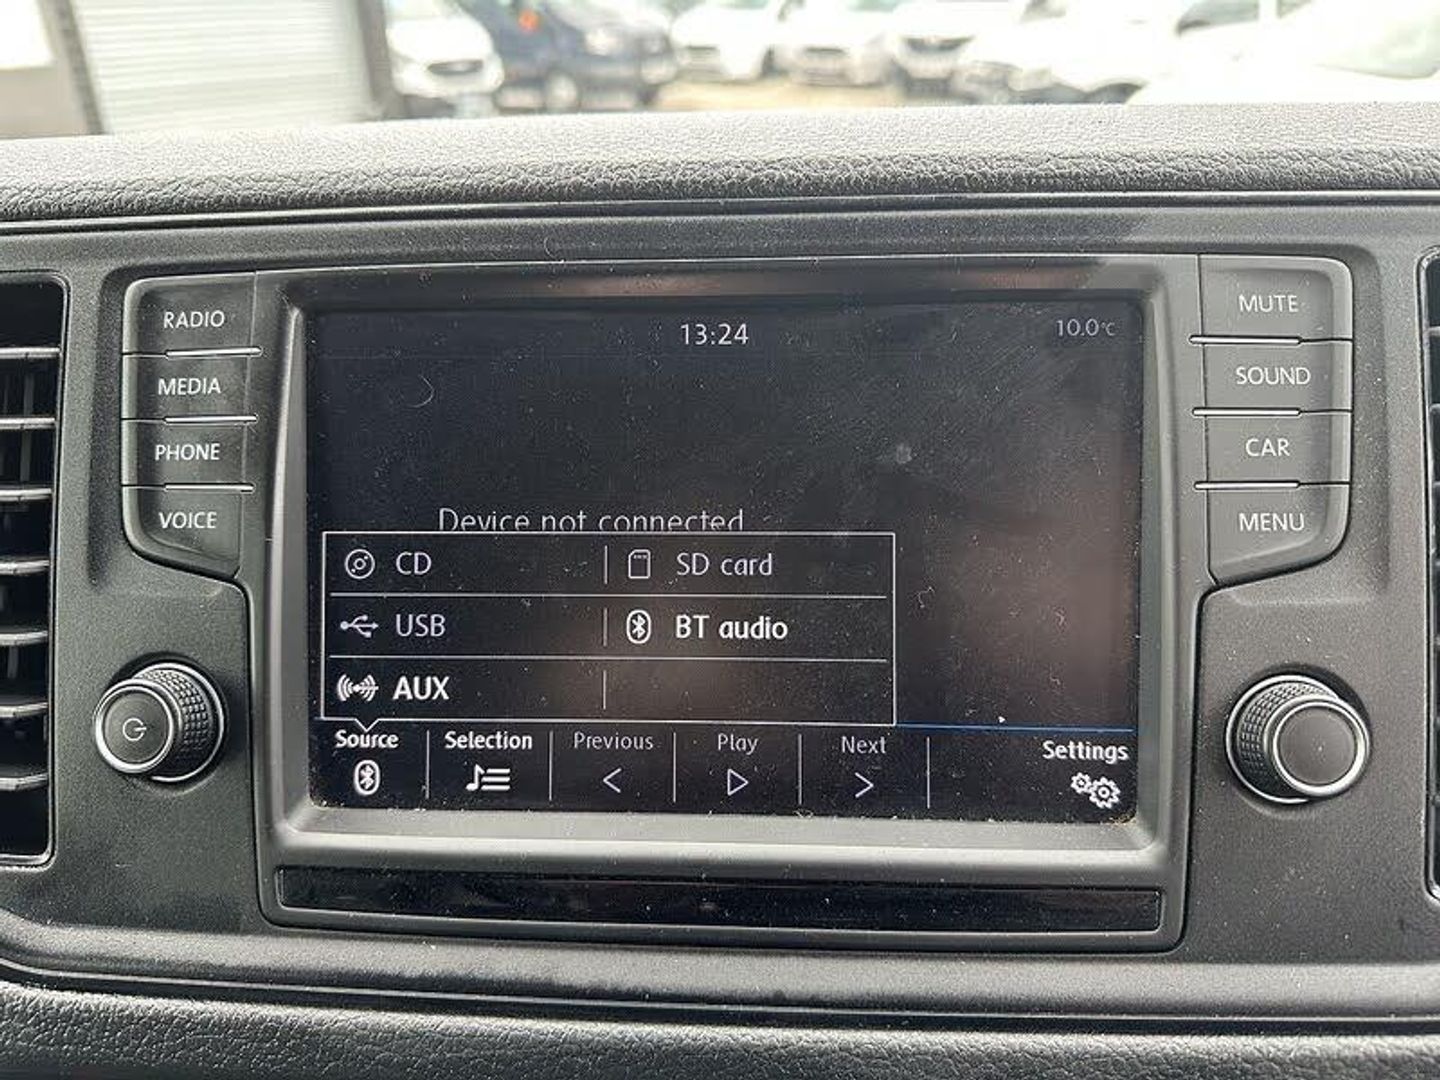 RADIO
MEDIA
PHONE
VOICE
13:24
10.0°C
Device not connected
CD
SD card
USB
BT audio
AUX
Source
Selection
Previous
Play
Next
Settings
MUTE
SOUND
CAR
MENU